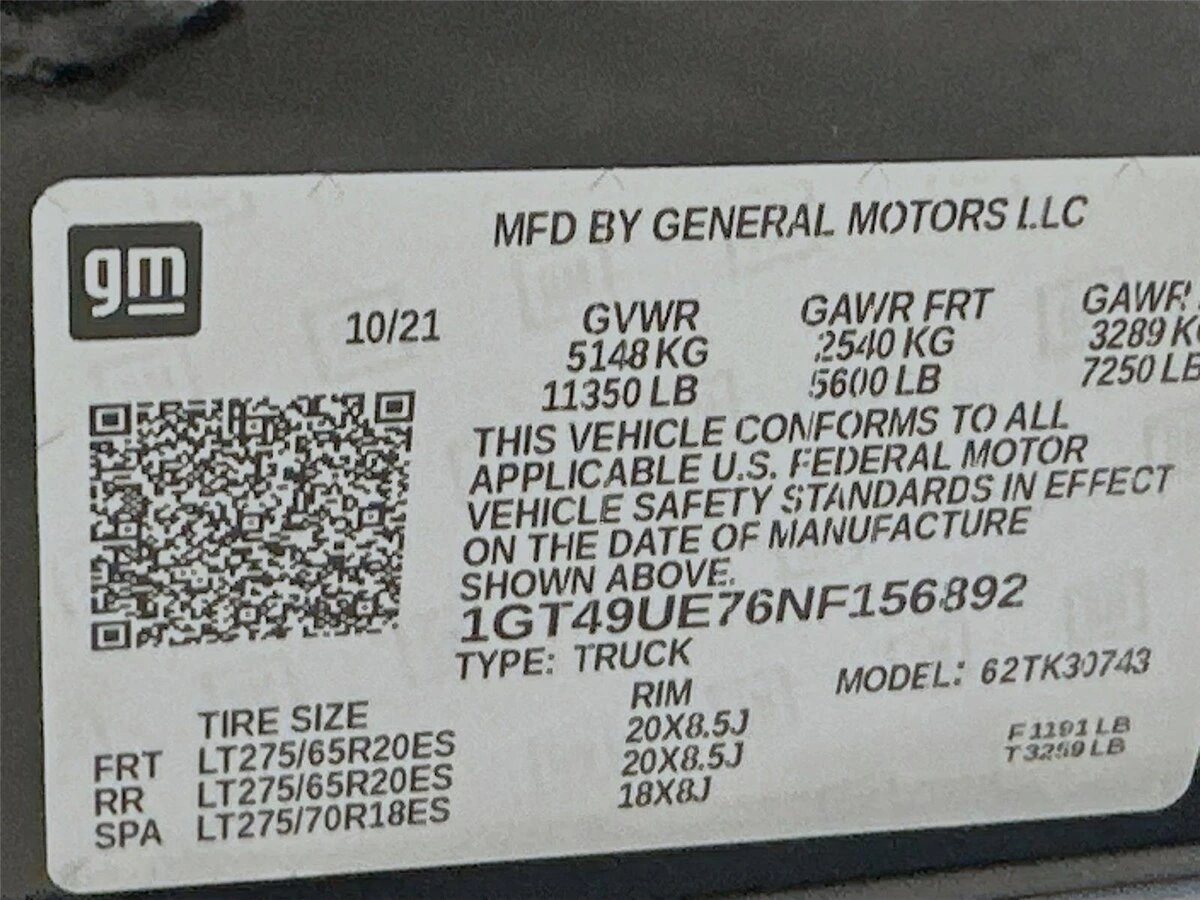 gm
MFD BY GENERAL MOTORS LLC
10/21
GVWR GAWR FRT GAWR
5148 KG 2540 KG 3289 KG
11350 LB 5600 LB 7250 LB
THIS VEHICLE CONFORMS TO ALL
APPLICABLE U.S. FEDERAL MOTOR
VEHICLE SAFETY STANDARDS IN EFFECT
ON THE DATE OF MANUFACTURE
SHOWN ABOVE.
1GT49UE76NF156892
TYPE: TRUCK MODEL: 62TK30743
TIRE SIZE RIM
FRT LT275/65R20ES 20X8.5J F 1191 LB
RR LT275/65R20ES 20X8.5J T 3259 LB
SPA LT275/70R18ES 18X8J